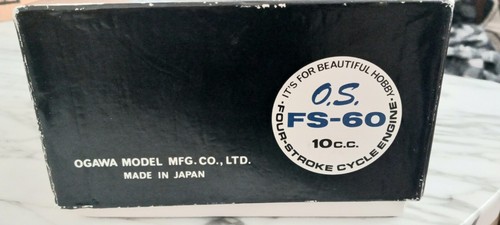 ·IT'S FOR BEAUTIFUL HOBBY·
O.S.
FS-60
10c.c.
FOUR-STROKE CYCLE ENGINE
OGAWA MODEL MFG.CO.,LTD.
MADE IN JAPAN